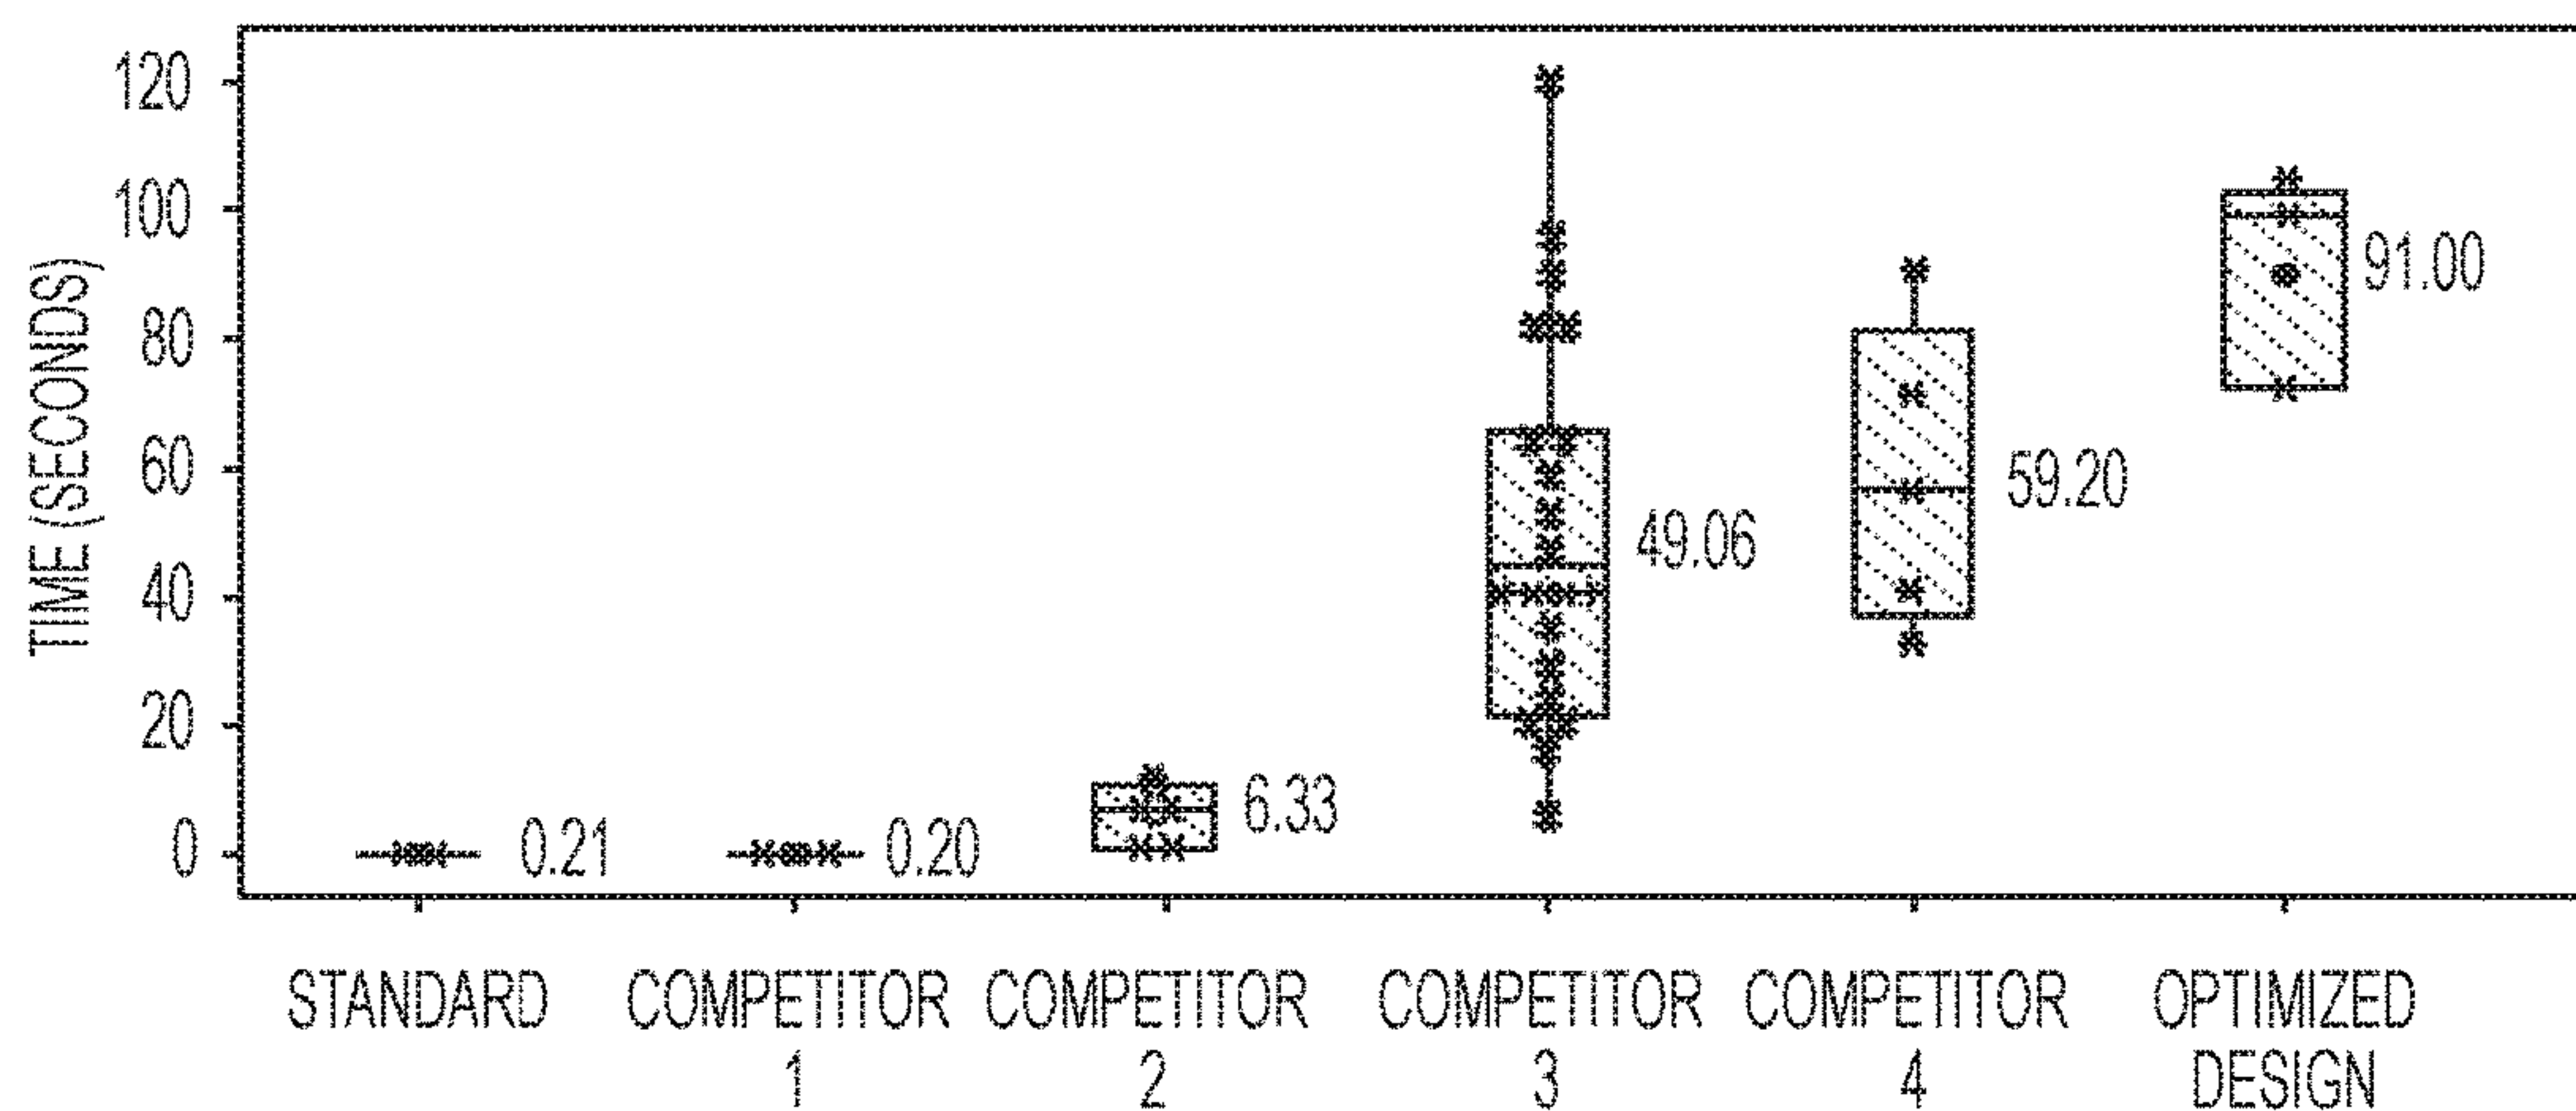 TIME (SECONDS)
120
100
80
60
40
20
0
0.21
0.20
6.33
49.06
59.20
91.00
STANDARD
COMPETITOR 1
COMPETITOR 2
COMPETITOR 3
COMPETITOR 4
OPTIMIZED DESIGN